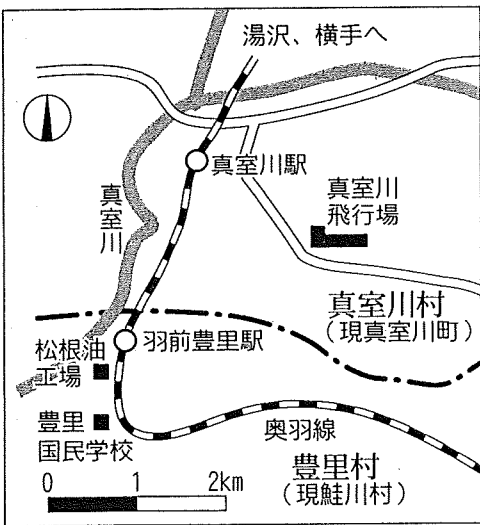 湯沢、横手へ
真室川駅
真室川
真室川
飛行場
真室川村
(現真室川町)
羽前豊里駅
松根油
工場
豊里
国民学校
奥羽線
豊里村
(現鮭川村)
0 1 2km